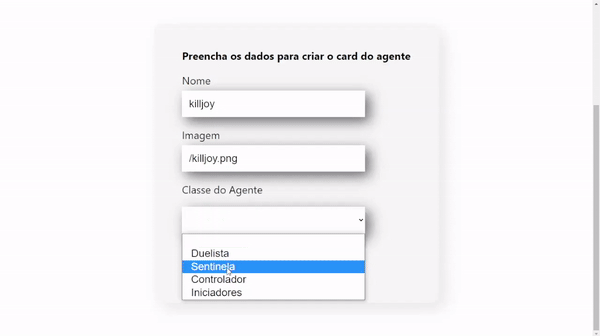 Preencha os dados para criar o card do agente
Nome
killjoy
Imagem
/killjoy.png
Classe do Agente
Duelista
Sentinela
Controlador
Iniciadores